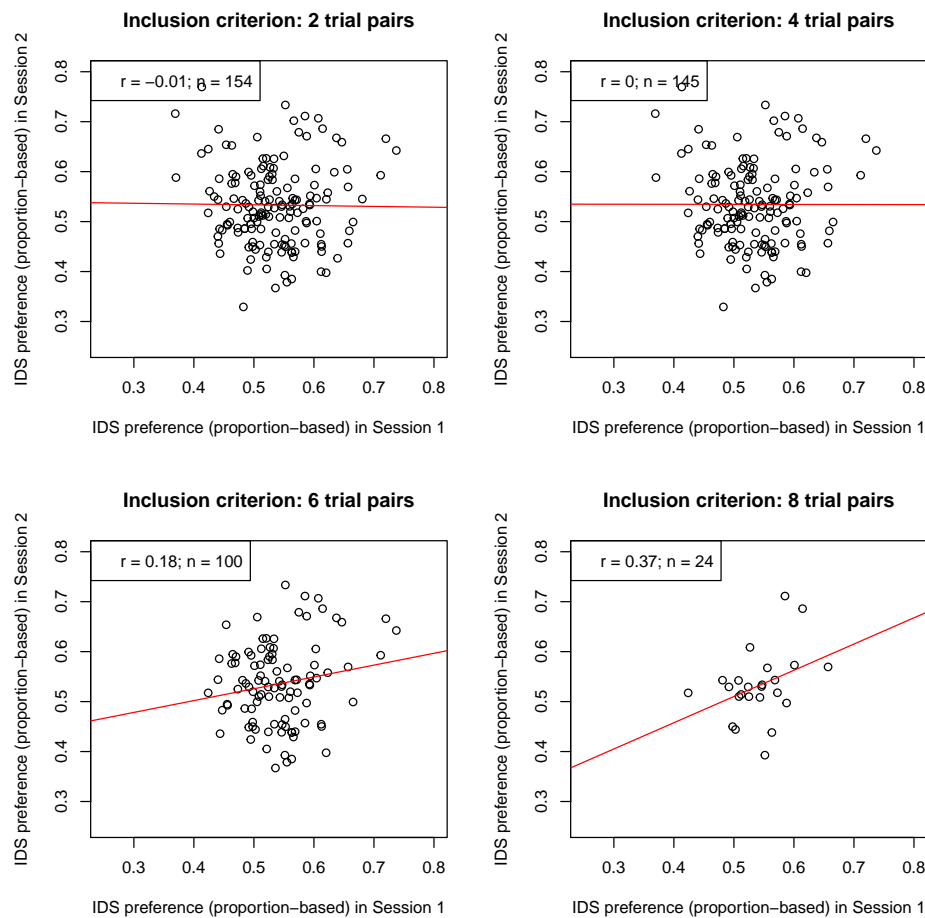 Inclusion criterion: 2 trial pairs
r = −0.01; n = 154
IDS preference (proportion−based) in Session 2
0.8
0.7
0.6
0.5
0.4
0.3
0.3 0.4 0.5 0.6 0.7 0.8
IDS preference (proportion−based) in Session 1
Inclusion criterion: 4 trial pairs
r = 0; n = 145
IDS preference (proportion−based) in Session 2
0.8
0.7
0.6
0.5
0.4
0.3
0.3 0.4 0.5 0.6 0.7 0.8
IDS preference (proportion−based) in Session 1
Inclusion criterion: 6 trial pairs
r = 0.18; n = 100
IDS preference (proportion−based) in Session 2
0.8
0.7
0.6
0.5
0.4
0.3
0.3 0.4 0.5 0.6 0.7 0.8
IDS preference (proportion−based) in Session 1
Inclusion criterion: 8 trial pairs
r = 0.37; n = 24
IDS preference (proportion−based) in Session 2
0.8
0.7
0.6
0.5
0.4
0.3
0.3 0.4 0.5 0.6 0.7 0.8
IDS preference (proportion−based) in Session 1